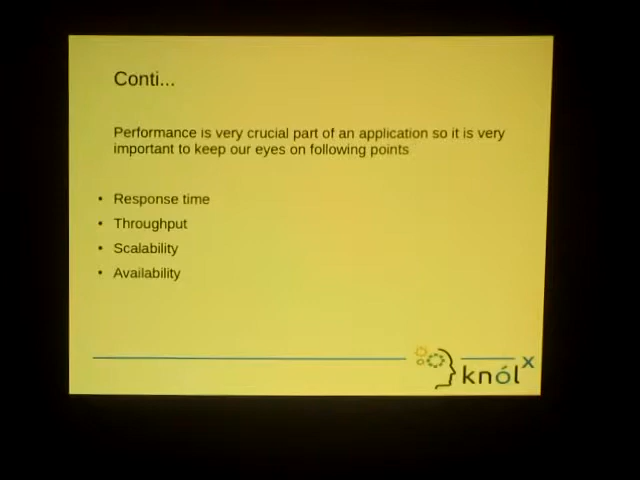 Conti...
Performance is very crucial part of an application so it is very
important to keep our eyes on following points
• Response time
• Throughput
• Scalability
• Availability
knólx